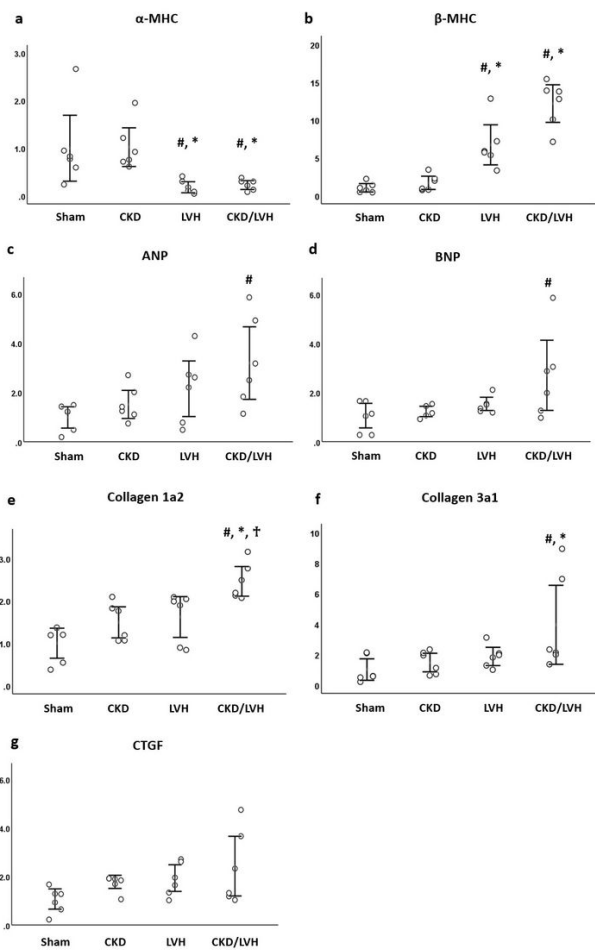 a
α-MHC
3.0
2.0
1.0
.0
#, *
#, *
Sham CKD LVH CKD/LVH
b
β-MHC
20
15
10
5
0
#, *
#, *
Sham CKD LVH CKD/LVH
c
ANP
6.0
4.0
2.0
.0
#
Sham CKD LVH CKD/LVH
d
BNP
6.0
4.0
2.0
.0
#
Sham CKD LVH CKD/LVH
e
Collagen 1a2
3.0
2.0
1.0
.0
#, *, †
Sham CKD LVH CKD/LVH
f
Collagen 3a1
10
8
6
4
2
0
#, *
Sham CKD LVH CKD/LVH
g
CTGF
6.0
4.0
2.0
.0
Sham CKD LVH CKD/LVH